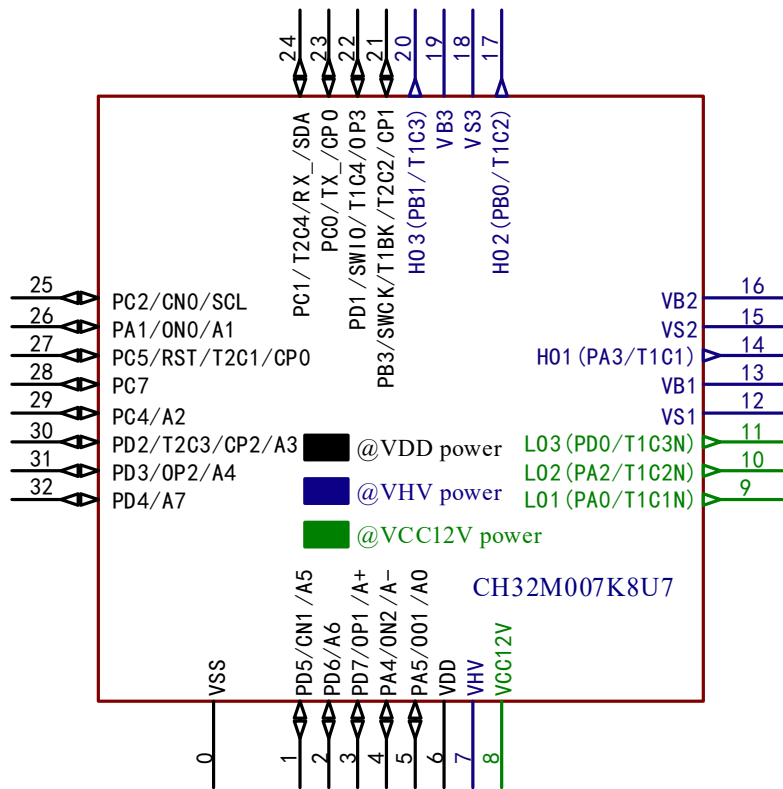 24
23
22
21
20
19
18
17
PC1/T2C4/RX_/SDA
PC0/TX_/CP0
PD1/SWIO/T1C4/OP3
PB3/SWCK/T1BK/T2C2/CP1
HO3(PB1/T1C3)
VB3
VS3
HO2(PB0/T1C2)
25 PC2/CN0/SCL
26 PA1/ON0/A1
27 PC5/RST/T2C1/CP0
28 PC7
29 PC4/A2
30 PD2/T2C3/CP2/A3
31 PD3/OP2/A4
32 PD4/A7
VB2 16
VS2 15
HO1(PA3/T1C1) 14
VB1 13
VS1 12
LO3(PD0/T1C3N) 11
LO2(PA2/T1C2N) 10
LO1(PA0/T1C1N) 9
@VDD power
@VHV power
@VCC12V power
CH32M007K8U7
VSS
PD5/CN1/A5
PD6/A6
PD7/OP1/A+
PA4/ON2/A-
PA5/OO1/A0
VDD
VHV
VCC12V
0
1
2
3
4
5
6
7
8